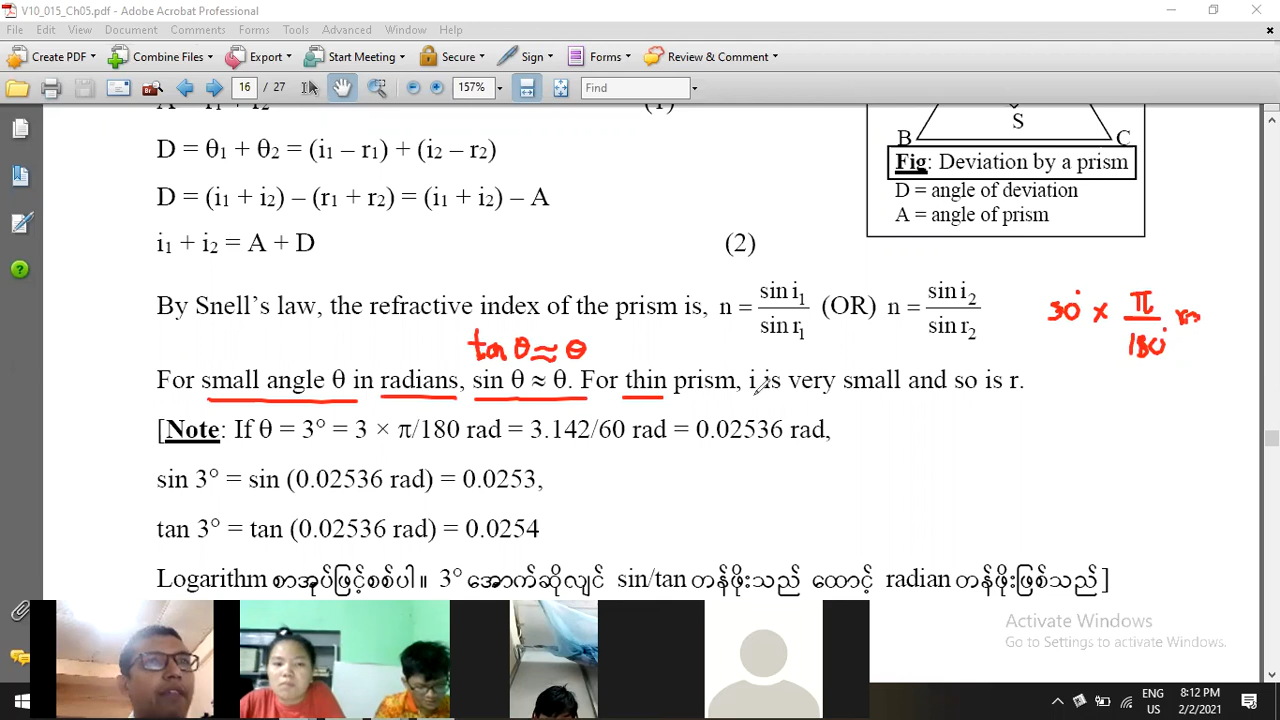 V10_015_Ch05.pdf - Adobe Acrobat Professional
File Edit View Document Comments Forms Tools Advanced Window Help
Create PDF Combine Files Export Start Meeting Secure Sign Forms Review & Comment
16 / 27 157% Find
(1)
D = θ₁ + θ₂ = (i₁ – r₁) + (i₂ – r₂)
D = (i₁ + i₂) – (r₁ + r₂) = (i₁ + i₂) – A
i₁ + i₂ = A + D (2)
S
B C
Fig: Deviation by a prism
D = angle of deviation
A = angle of prism
By Snell’s law, the refractive index of the prism is, n = sin i₁ / sin r₁ (OR) n = sin i₂ / sin r₂
30° × π / 180°
tan θ ≈ θ
For small angle θ in radians, sin θ ≈ θ. For thin prism, i is very small and so is r.
[Note: If θ = 3° = 3 × π/180 rad = 3.142/60 rad = 0.02536 rad,
sin 3° = sin (0.02536 rad) = 0.0253,
tan 3° = tan (0.02536 rad) = 0.0254
Logarithm စာအုပ်ဖြင့်စစ်ပါ။ 3° အောက်ဆိုလျင် sin/tan တန်ဖိုးသည် ထောင့် radian တန်ဖိုးဖြစ်သည် ]
Activate Windows
Go to Settings to activate Windows.
ENG
US
8:12 PM
2/2/2021